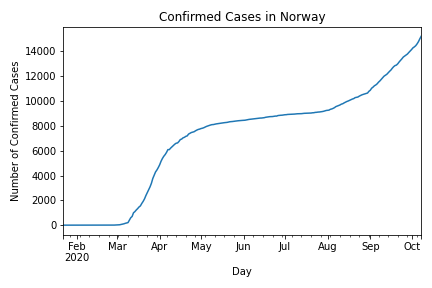 Confirmed Cases in Norway
Number of Confirmed Cases
14000
12000
10000
8000
6000
4000
2000
0
Feb Mar Apr May Jun Jul Aug Sep Oct
2020
Day